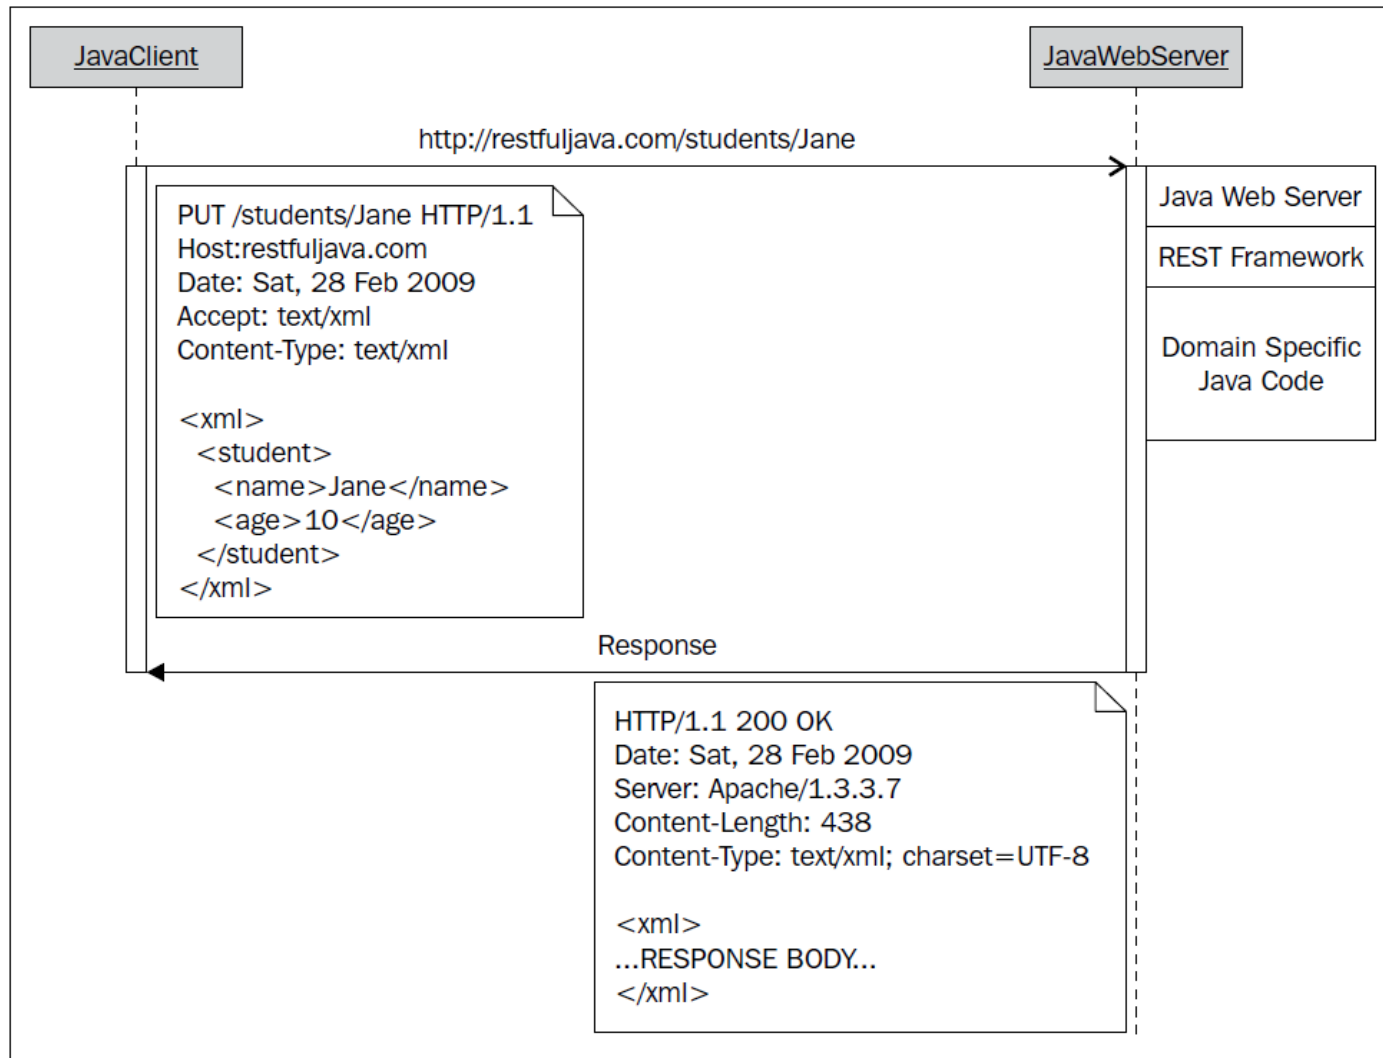 JavaClient
JavaWebServer
http://restfuljava.com/students/Jane
Java Web Server
REST Framework
Domain Specific
Java Code
PUT /students/Jane HTTP/1.1
Host:restfuljava.com
Date: Sat, 28 Feb 2009
Accept: text/xml
Content-Type: text/xml
<xml>
<student>
<name>Jane</name>
<age>10</age>
</student>
</xml>
Response
HTTP/1.1 200 OK
Date: Sat, 28 Feb 2009
Server: Apache/1.3.3.7
Content-Length: 438
Content-Type: text/xml; charset=UTF-8
<xml>
...RESPONSE BODY...
</xml>